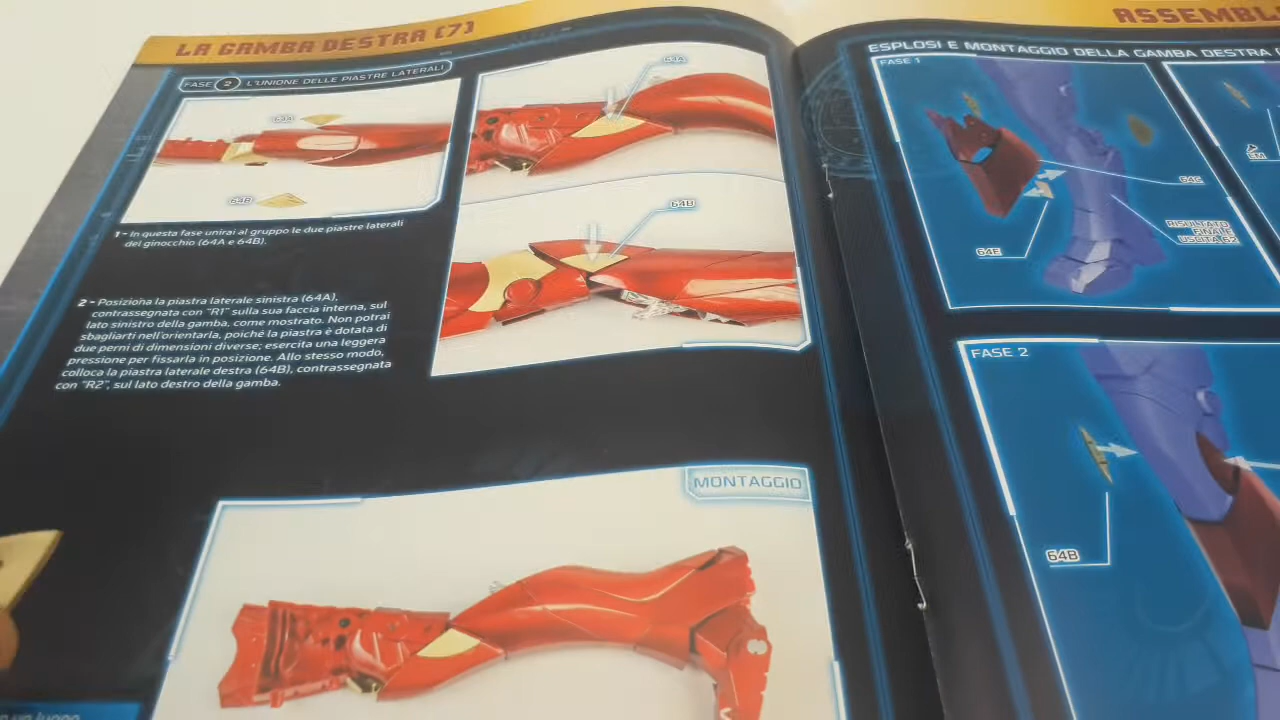 LA GAMBA DESTRA (7)
FASE 2 L'UNIONE DELLE PIASTRE LATERALI
64A
64B
1 - In questa fase unirai al gruppo le due piastre laterali
del ginocchio (64A e 64B).
64A
64B
2 - Posiziona la piastra laterale sinistra (64A),
contrassegnata con "R1" sulla sua faccia interna, sul
lato sinistro della gamba, come mostrato. Non potrai
sbagliarti nell'orientarla, poiché la piastra è dotata di
due perni di dimensioni diverse; esercita una leggera
pressione per fissarla in posizione. Allo stesso modo,
colloca la piastra laterale destra (64B), contrassegnata
con "R2", sul lato destro della gamba.
MONTAGGIO
un luogo
ASSEMBL
ESPLOSI E MONTAGGIO DELLA GAMBA DESTRA
FASE 1
64C
64E
RISULTATO
FINALE
USCITA 62
FASE 2
64B